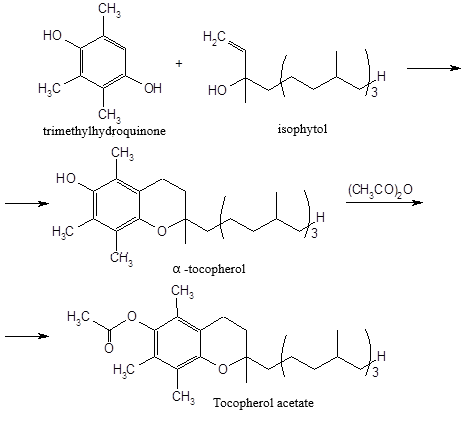 CH3
H2C
HO
H3C
OH
CH3
+
HO
H
3
trimethylhydroquinone
isophytol
CH3
HO
H3C
O
CH3
H
3
(CH3CO)2O
α-tocopherol
CH3
H3C
O
O
H3C
O
CH3
H
3
Tocopherol acetate